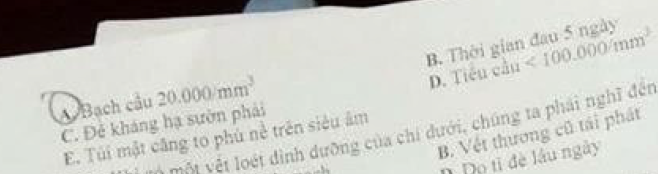 A. Bạch cầu 20.000/mm³
B. Thời gian đau 5 ngày
C. Đề kháng hạ sườn phải
D. Tiểu cầu < 100.000/mm³
E. Túi mật căng to phù nề trên siêu âm
một vết loét dinh dưỡng của chi dưới, chúng ta phải nghĩ đến
B. Vết thương cũ tái phát
D. Do tì đè lâu ngày